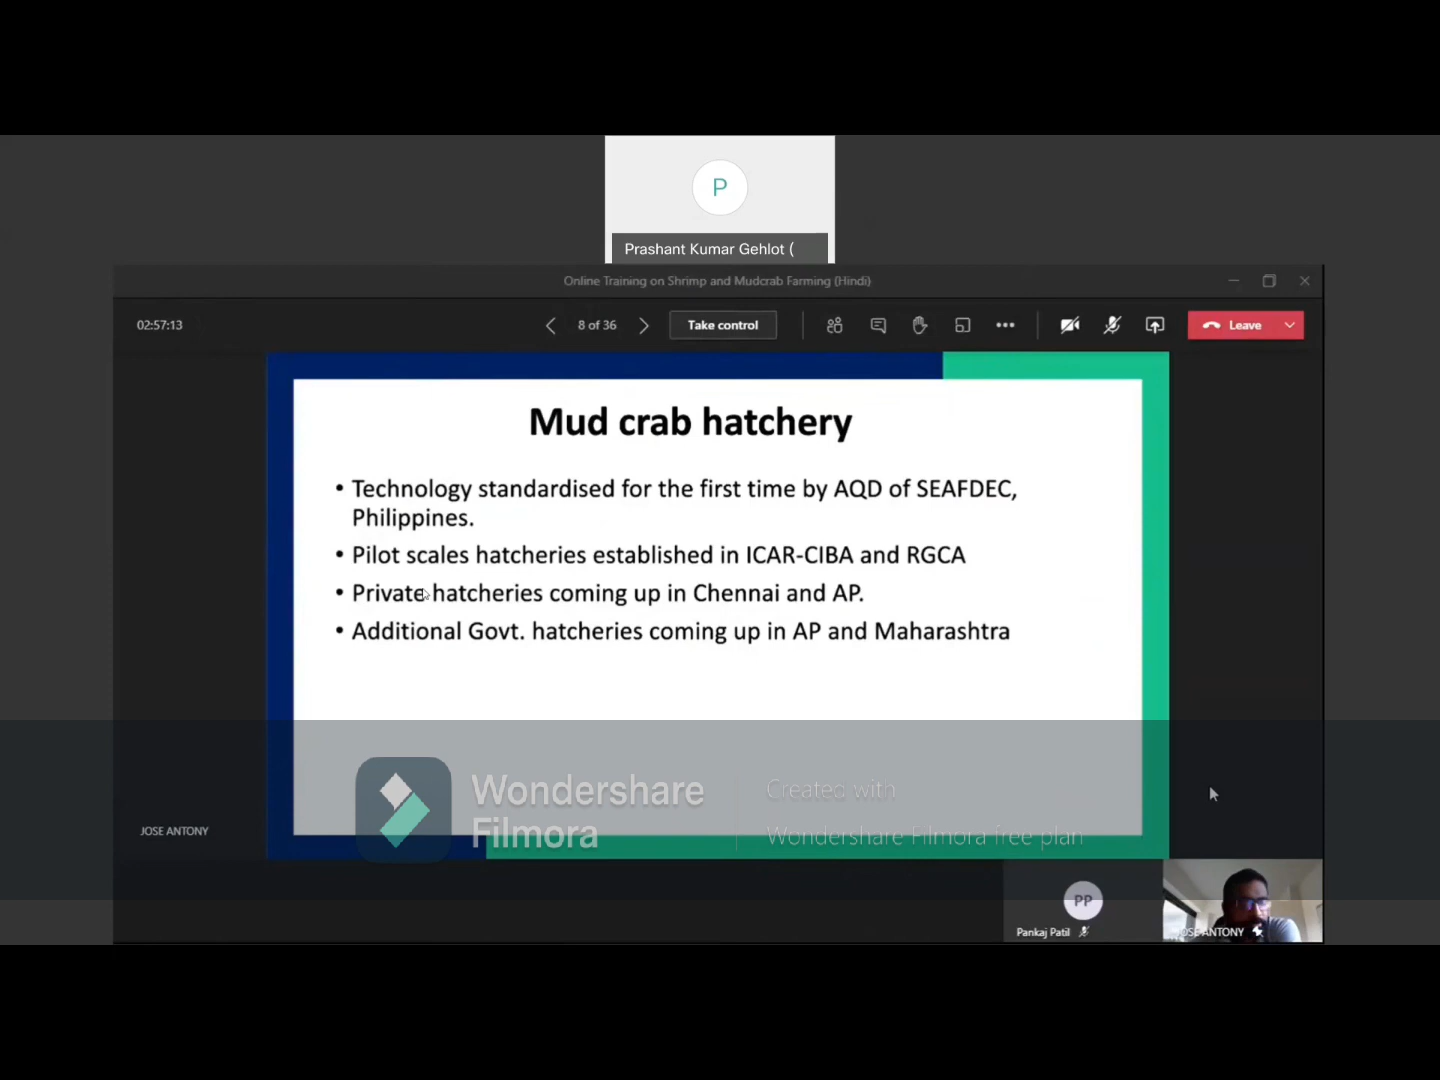 P
Prashant Kumar Gehlot (
Online Training on Shrimp and Mudcrab Farming (Hindi)
02:57:13
8 of 36
Take control
Leave
Mud crab hatchery
• Technology standardised for the first time by AQD of SEAFDEC,
Philippines.
• Pilot scales hatcheries established in ICAR-CIBA and RGCA
• Private hatcheries coming up in Chennai and AP.
• Additional Govt. hatcheries coming up in AP and Maharashtra
Wondershare
Filmora
Created with
Wondershare Filmora free plan
JOSE ANTONY
PP
Pankaj Patil
JOSE ANTONY